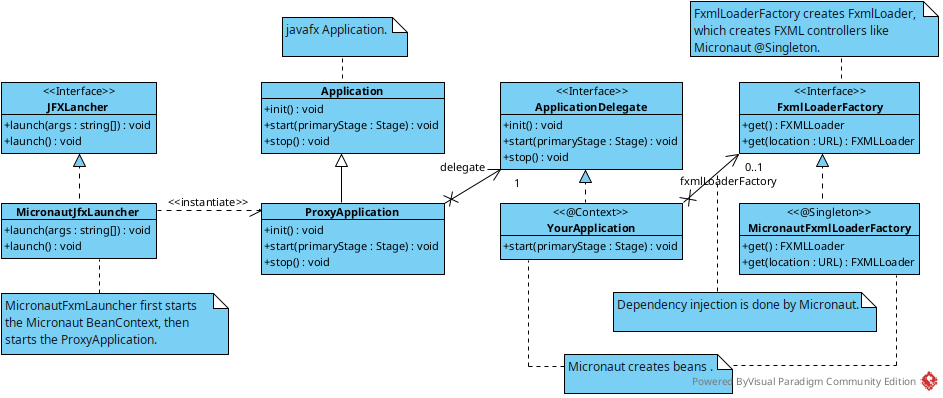 javafx Application.
FxmlLoaderFactory creates FxmlLoader,
which creates FXML controllers like
Micronaut @Singleton.
<<Interface>>
JFXLancher
+launch(args : string[]) : void
+launch() : void
Application
+init() : void
+start(primaryStage : Stage) : void
+stop() : void
<<Interface>>
ApplicationDelegate
+init() : void
+start(primaryStage : Stage) : void
+stop() : void
<<Interface>>
FxmlLoaderFactory
+get() : FXMLLoader
+get(location : URL) : FXMLLoader
delegate
1
0..1
fxmlLoaderFactory
<<instantiate>>
MicronautJfxLauncher
+launch(args : string[]) : void
+launch() : void
ProxyApplication
+init() : void
+start(primaryStage : Stage) : void
+stop() : void
<<@Context>>
YourApplication
+start(primaryStage : Stage) : void
<<@Singleton>>
MicronautFxmlLoaderFactory
+get() : FXMLLoader
+get(location : URL) : FXMLLoader
MicronautFxmLauncher first starts
the Micronaut BeanContext, then
starts the ProxyApplication.
Dependency injection is done by Micronaut.
Micronaut creates beans .
Powered ByVisual Paradigm Community Edition